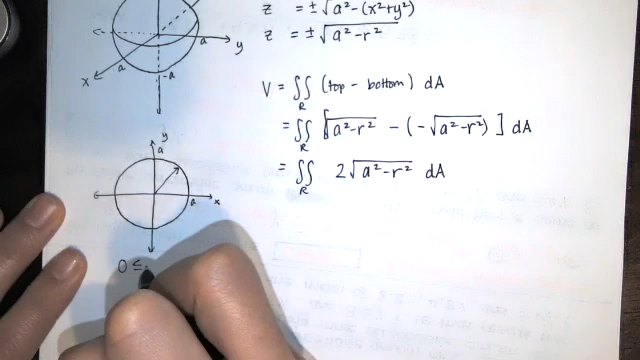 z = ±√a²-(x²+y²)
z = ±√a²-r²
a
y
x
a
-a
V = ∬_R (top - bottom) dA
= ∬_R [√a²-r² - (-√a²-r²)] dA
= ∬_R 2√a²-r² dA
y
a
a
x
0 ≤